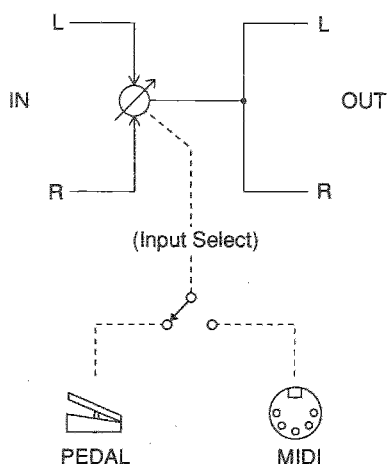 L L
IN OUT
R R
(Input Select)
PEDAL MIDI